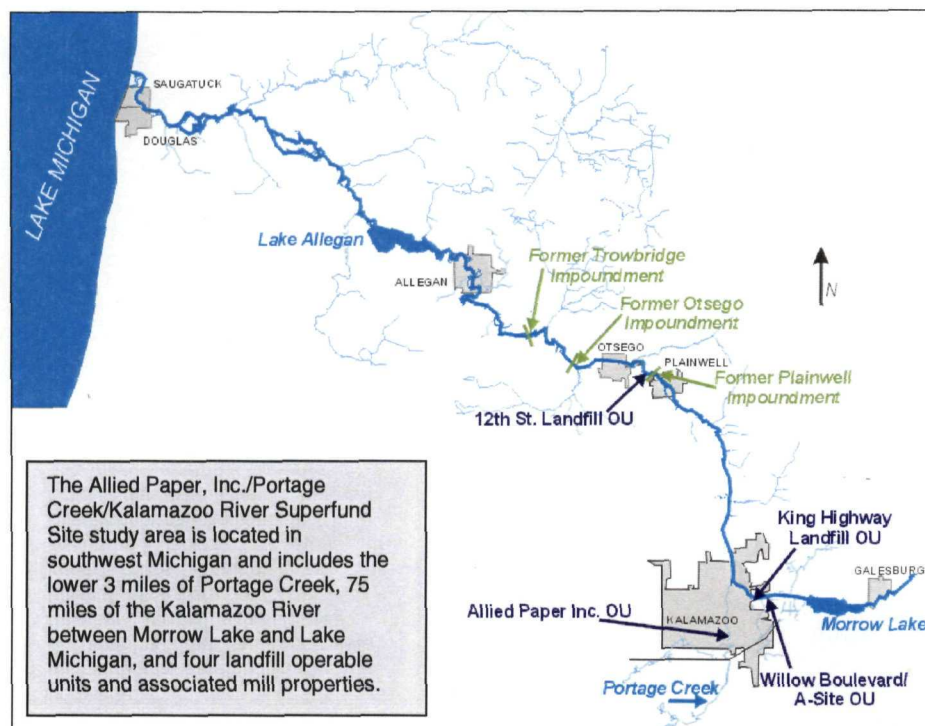 SAUGATUCK
DOUGLAS
LAKE MICHIGAN
Lake Allegan
ALLEGAN
Former Trowbridge
Impoundment
Former Otsego
Impoundment
N
OTSEGO
PLAINWELL
Former Plainwell
Impoundment
12th St. Landfill OU
The Allied Paper, Inc./Portage
Creek/Kalamazoo River Superfund
Site study area is located in
southwest Michigan and includes the
lower 3 miles of Portage Creek, 75
miles of the Kalamazoo River
between Morrow Lake and Lake
Michigan, and four landfill operable
units and associated mill properties.
King Highway
Landfill OU
GALESBURG
Allied Paper Inc. OU
KALAMAZOO
Morrow Lake
Willow Boulevard/
A-Site OU
Portage Creek